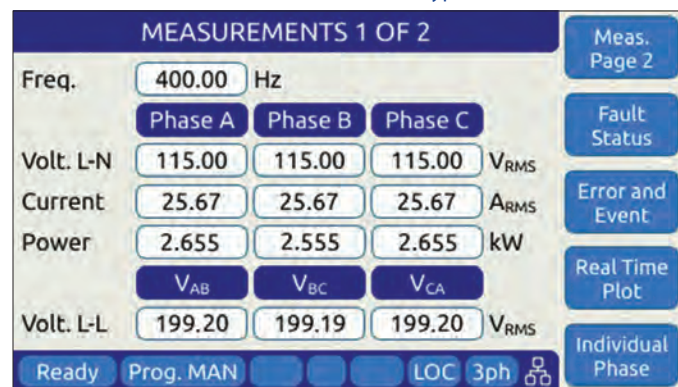 MEASUREMENTS 1 OF 2
Freq. 400.00 Hz
Phase A Phase B Phase C
Volt. L-N 115.00 115.00 115.00 VRMS
Current 25.67 25.67 25.67 ARMS
Power 2.655 2.555 2.655 kW
VAB VBC VCA
Volt. L-L 199.20 199.19 199.20 VRMS
Ready Prog. MAN LOC 3ph
Meas.
Page 2
Fault
Status
Error and
Event
Real Time
Plot
Individual
Phase